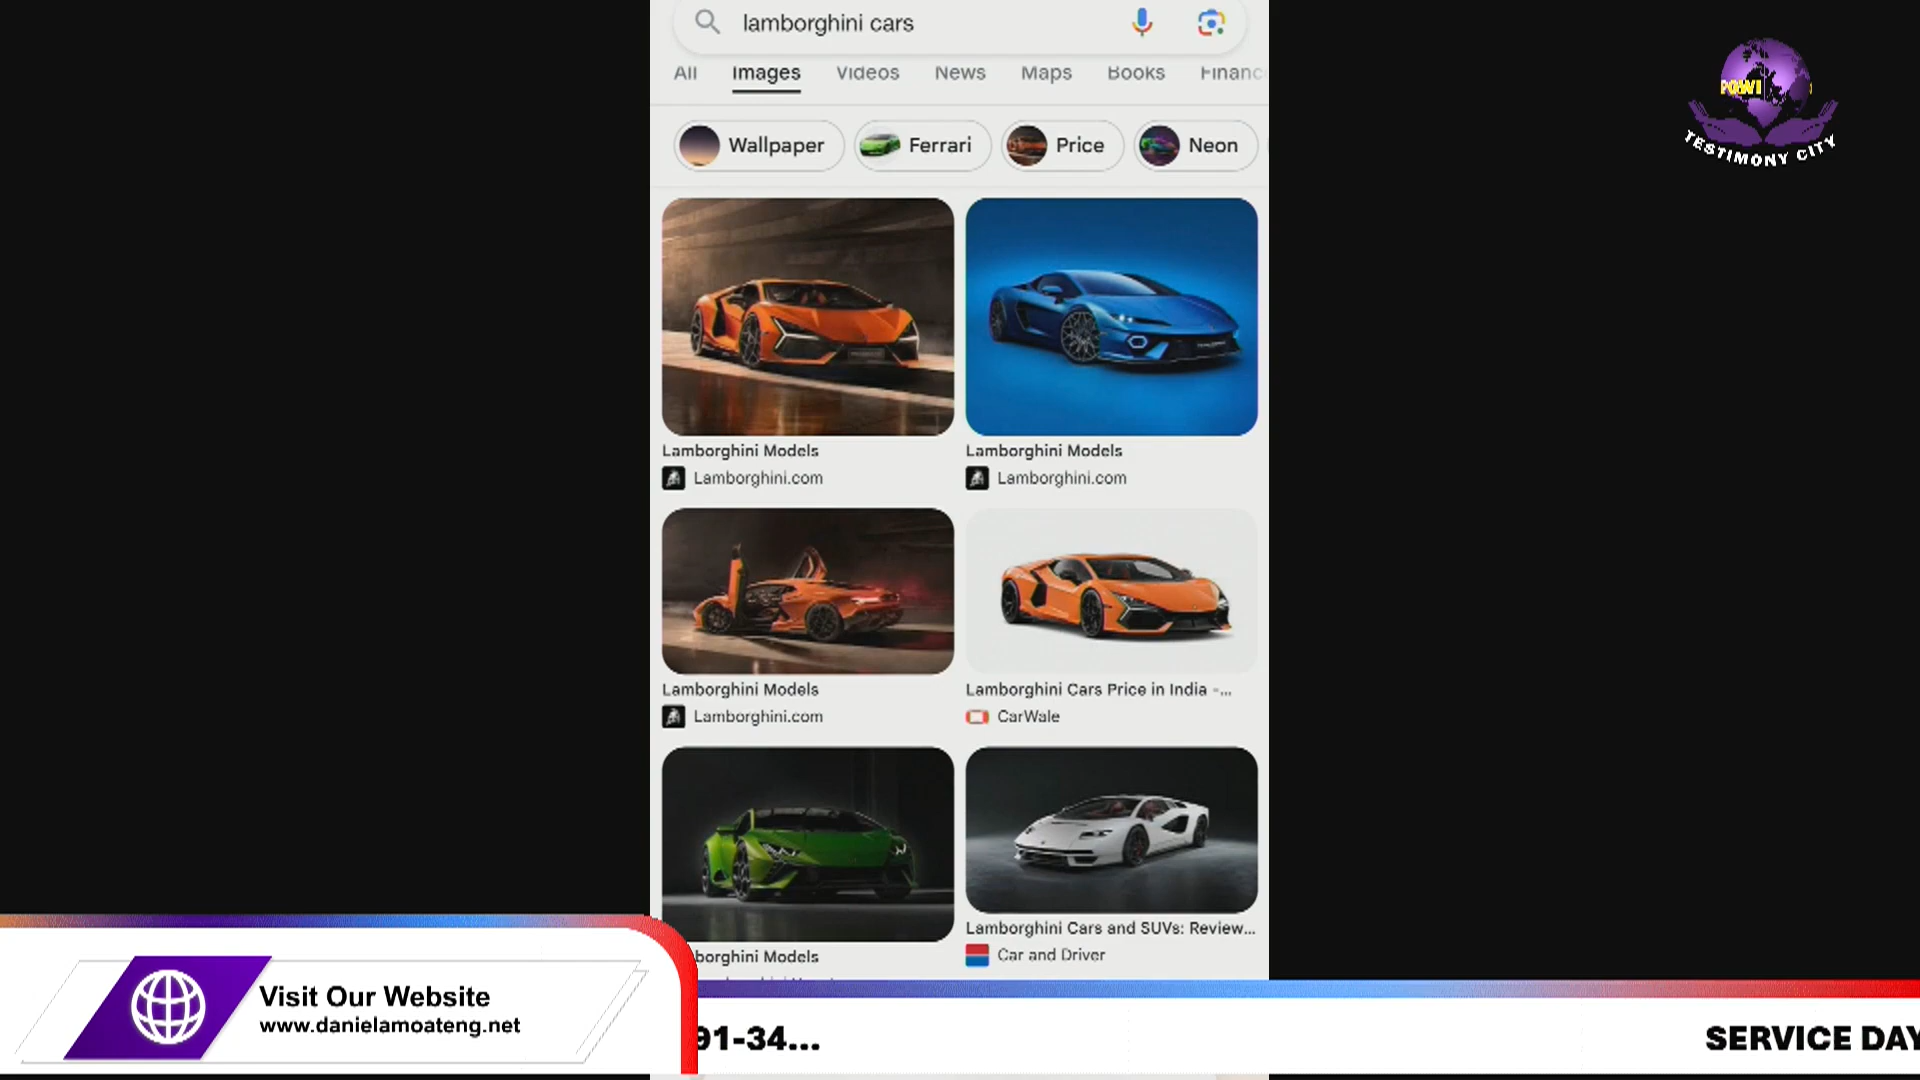 lamborghini cars
All Images Videos News Maps Books Financ
Wallpaper Ferrari Price Neon
POWI
TESTIMONY CITY
Lamborghini Models
Lamborghini.com
Lamborghini Models
Lamborghini.com
Lamborghini Models
Lamborghini.com
Lamborghini Cars Price in India -...
CarWale
borghini Models
Lamborghini Cars and SUVs: Review...
Car and Driver
Visit Our Website
www.danielamoateng.net
91-34...
SERVICE DAY